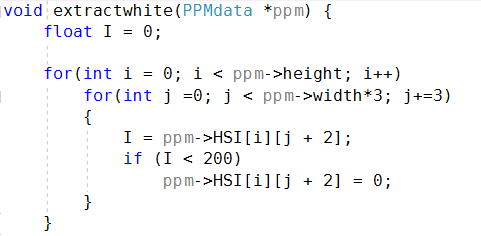 void extractwhite(PPMdata *ppm) {
    float I = 0;

    for(int i = 0; i < ppm->height; i++)
        for(int j =0; j < ppm->width*3; j+=3)
        {
            I = ppm->HSI[i][j + 2];
            if (I < 200)
                ppm->HSI[i][j + 2] = 0;
        }
    }